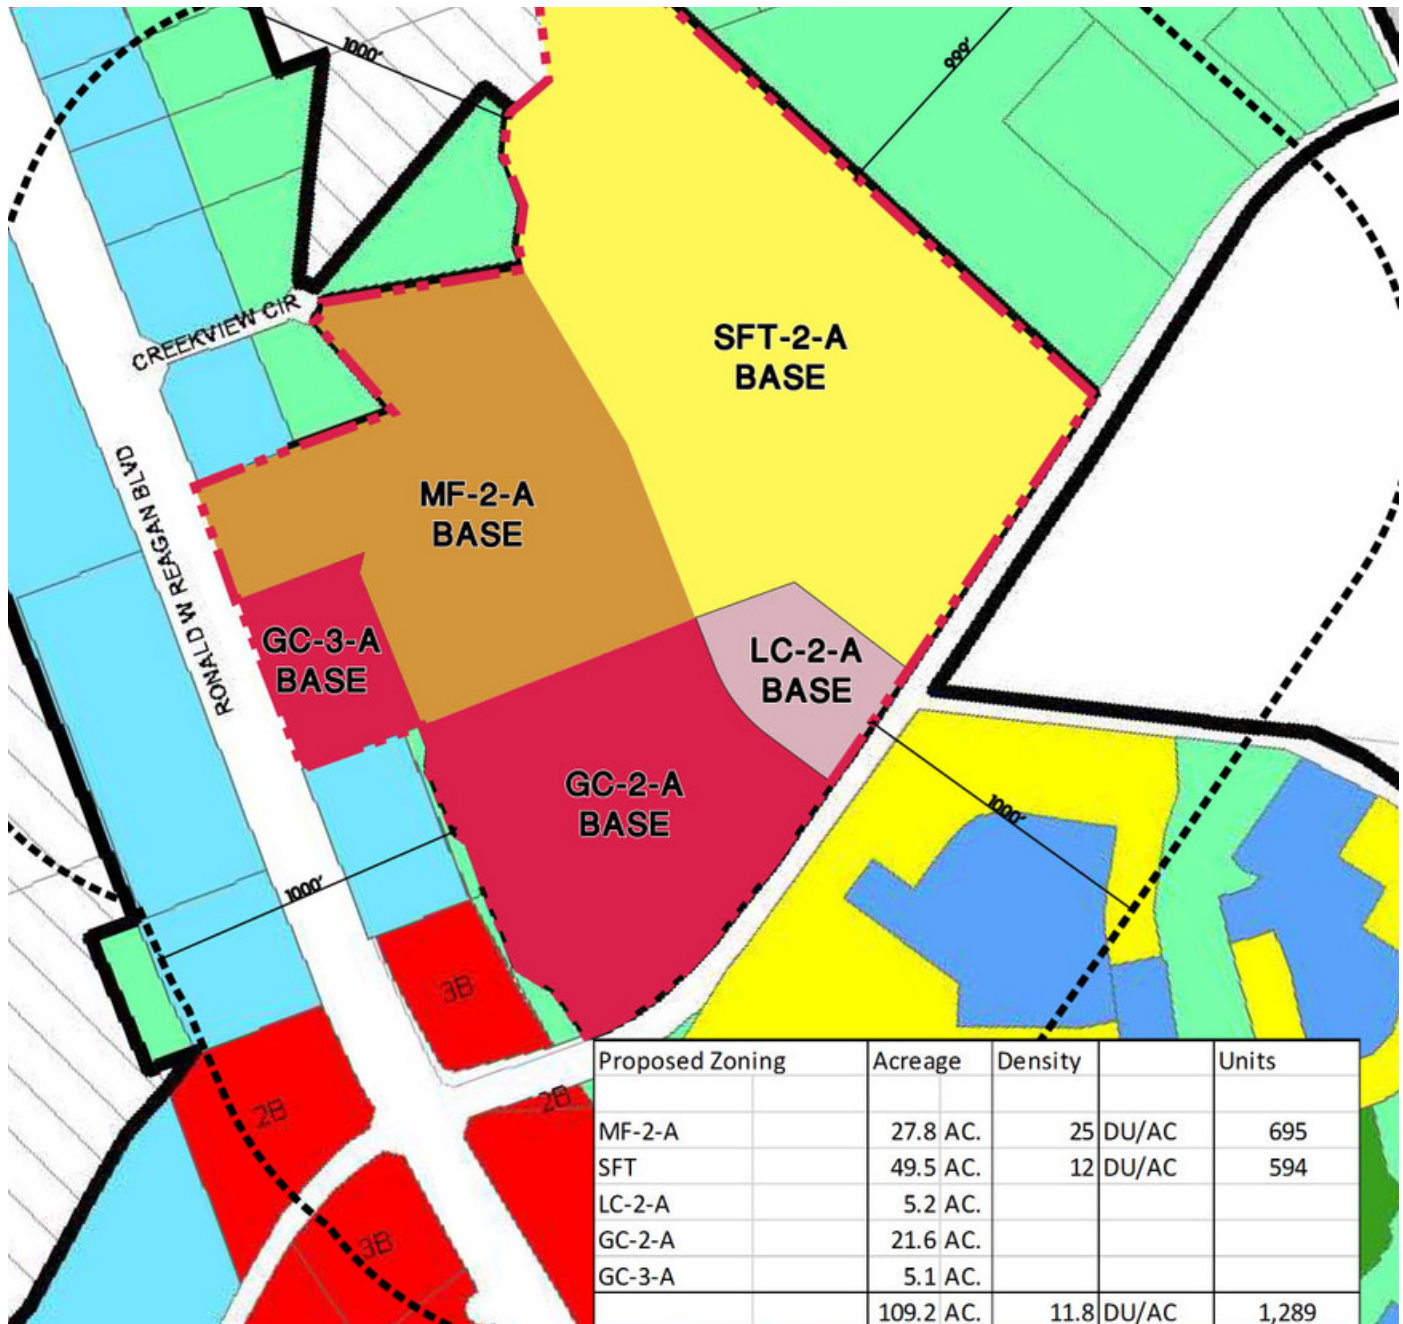 1000'
999'
CREEKVIEW CIR
SFT-2-A
BASE
RONALD W REAGAN BLVD
MF-2-A
BASE
GC-3-A
BASE
LC-2-A
BASE
GC-2-A
BASE
1000'
1000'
3B
2B
2B
3B
Proposed Zoning Acreage Density Units
MF-2-A 27.8 AC. 25 DU/AC 695
SFT 49.5 AC. 12 DU/AC 594
LC-2-A 5.2 AC.
GC-2-A 21.6 AC.
GC-3-A 5.1 AC.
109.2 AC. 11.8 DU/AC 1,289